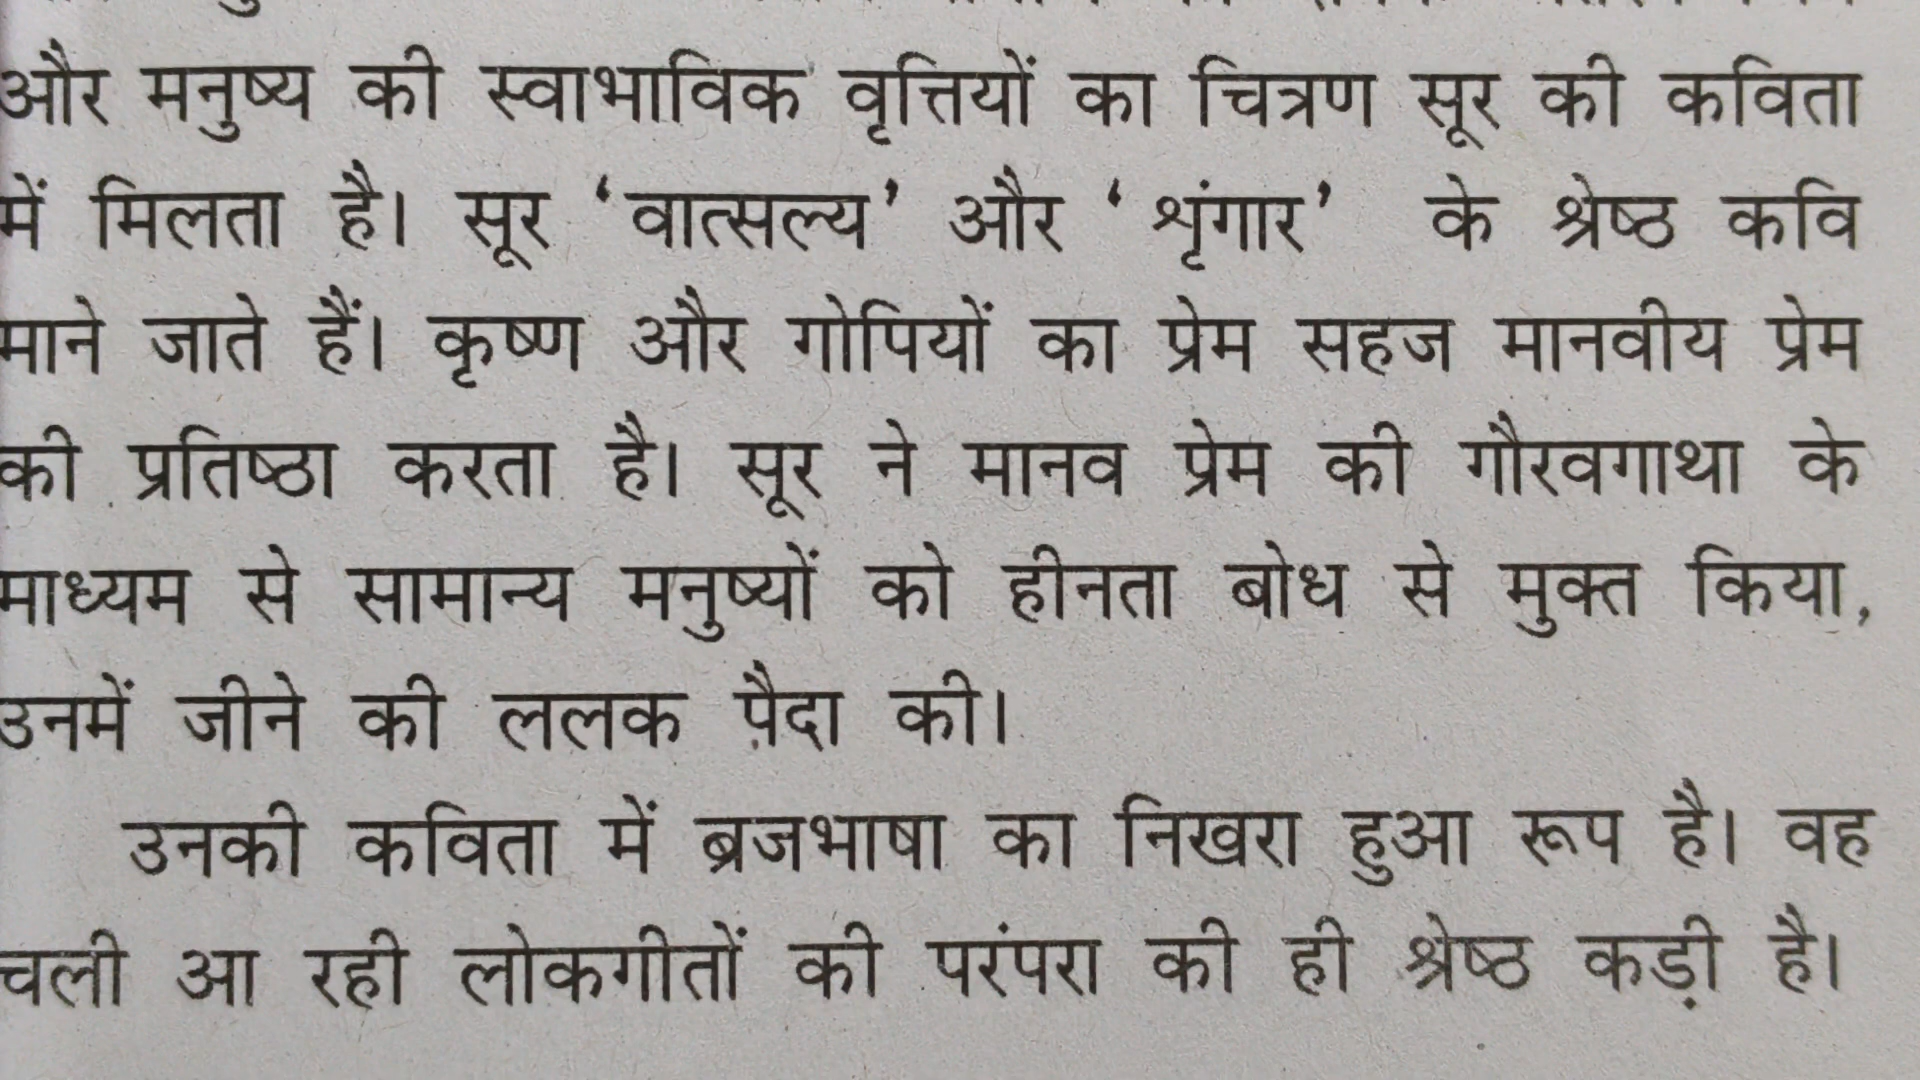 और मनुष्य की स्वाभाविक वृत्तियों का चित्रण सूर की कविता
में मिलता है। सूर ‘वात्सल्य’ और ‘शृंगार’ के श्रेष्ठ कवि
माने जाते हैं। कृष्ण और गोपियों का प्रेम सहज मानवीय प्रेम
की प्रतिष्ठा करता है। सूर ने मानव प्रेम की गौरवगाथा के
माध्यम से सामान्य मनुष्यों को हीनता बोध से मुक्त किया,
उनमें जीने की ललक पैदा की।
उनकी कविता में ब्रजभाषा का निखरा हुआ रूप है। वह
चली आ रही लोकगीतों की परंपरा की ही श्रेष्ठ कड़ी है।